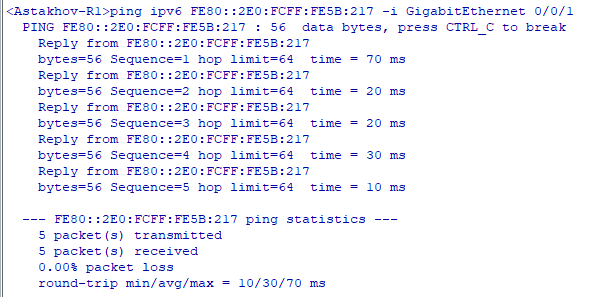 <Astakhov-R1>ping ipv6 FE80::2E0:FCFF:FE5B:217 -i GigabitEthernet 0/0/1
PING FE80::2E0:FCFF:FE5B:217 : 56  data bytes, press CTRL_C to break
Reply from FE80::2E0:FCFF:FE5B:217
bytes=56 Sequence=1 hop limit=64  time = 70 ms
Reply from FE80::2E0:FCFF:FE5B:217
bytes=56 Sequence=2 hop limit=64  time = 20 ms
Reply from FE80::2E0:FCFF:FE5B:217
bytes=56 Sequence=3 hop limit=64  time = 20 ms
Reply from FE80::2E0:FCFF:FE5B:217
bytes=56 Sequence=4 hop limit=64  time = 30 ms
Reply from FE80::2E0:FCFF:FE5B:217
bytes=56 Sequence=5 hop limit=64  time = 10 ms
--- FE80::2E0:FCFF:FE5B:217 ping statistics ---
5 packet(s) transmitted
5 packet(s) received
0.00% packet loss
round-trip min/avg/max = 10/30/70 ms